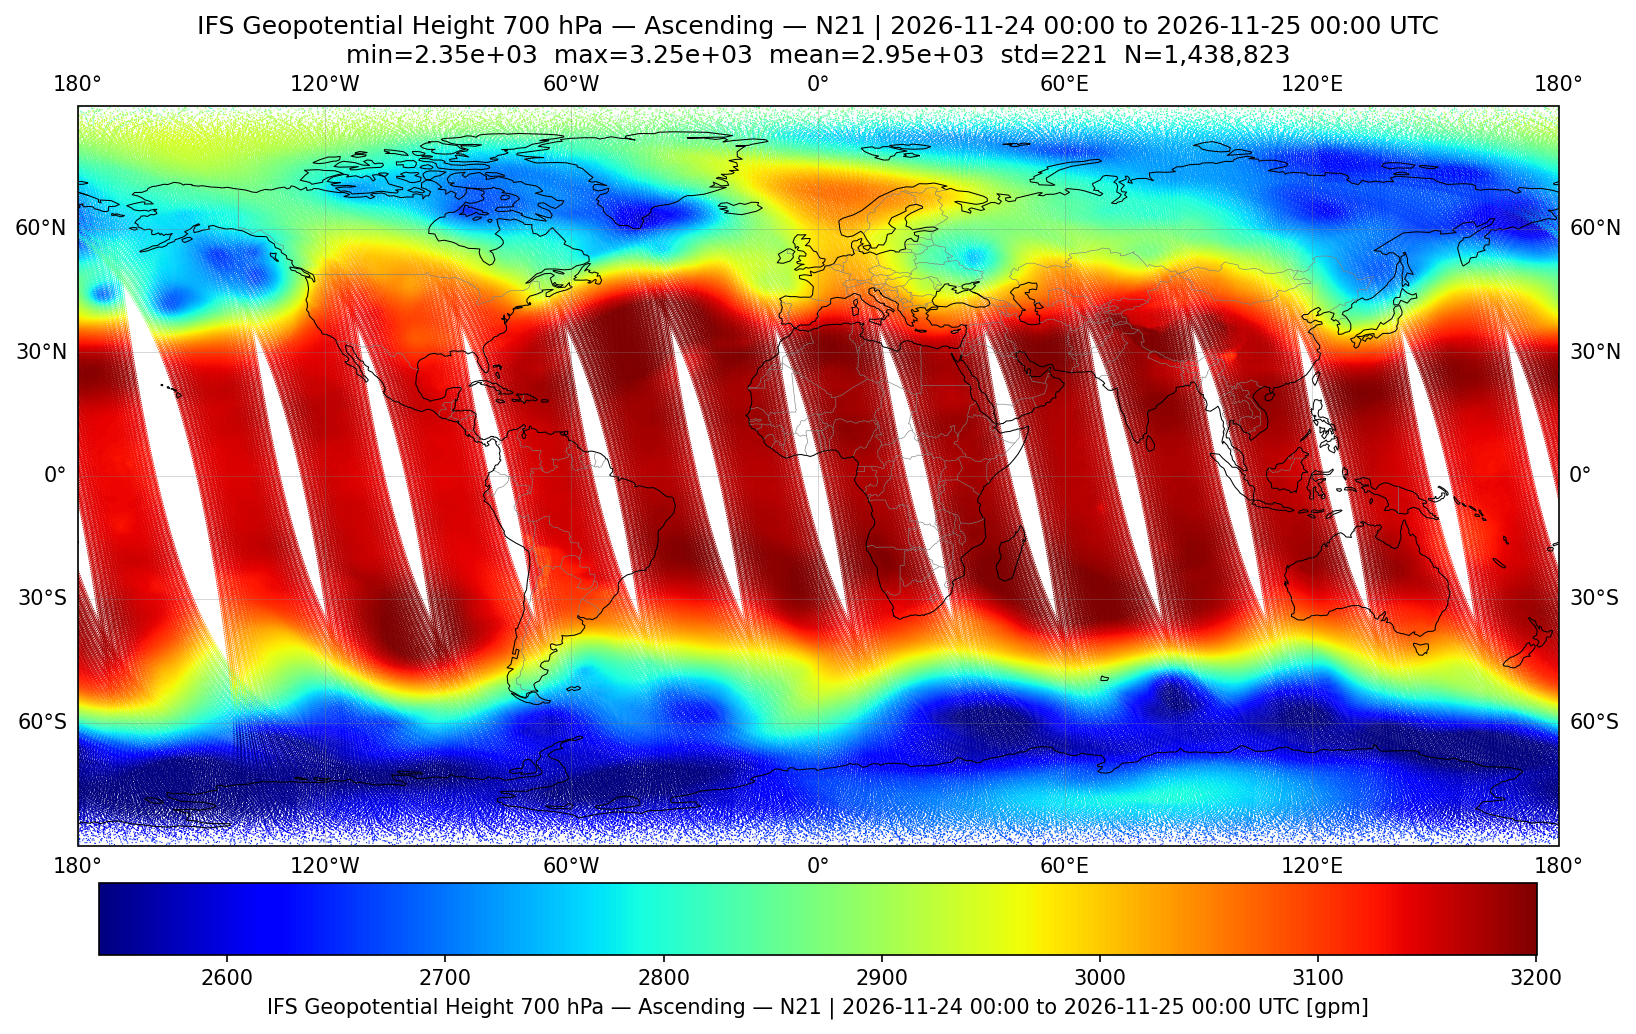 IFS Geopotential Height 700 hPa — Ascending — N21 | 2026-11-24 00:00 to 2026-11-25 00:00 UTC
min=2.35e+03 max=3.25e+03 mean=2.95e+03 std=221 N=1,438,823
180° 120°W 60°W 0° 60°E 120°E 180°
60°N 60°N
30°N 30°N
0° 0°
30°S 30°S
60°S 60°S
180° 120°W 60°W 0° 60°E 120°E 180°
2600 2700 2800 2900 3000 3100 3200
IFS Geopotential Height 700 hPa — Ascending — N21 | 2026-11-24 00:00 to 2026-11-25 00:00 UTC [gpm]